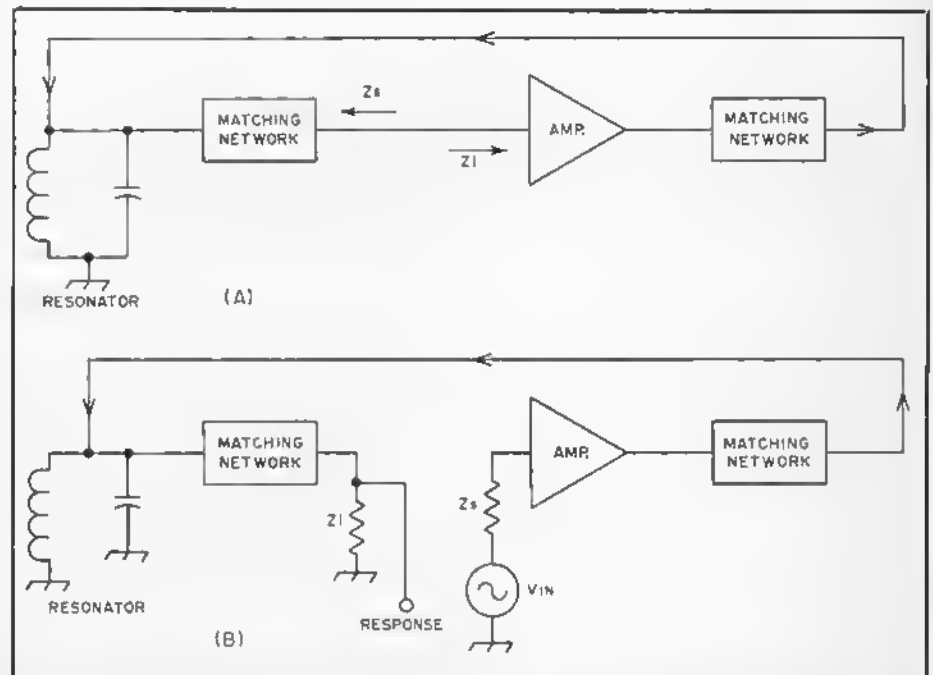 Zs
MATCHING
NETWORK
AMP.
MATCHING
NETWORK
Zl
RESONATOR
(A)
MATCHING
NETWORK
AMP.
MATCHING
NETWORK
Zl
Zs
VIN
RESONATOR
RESPONSE
(B)